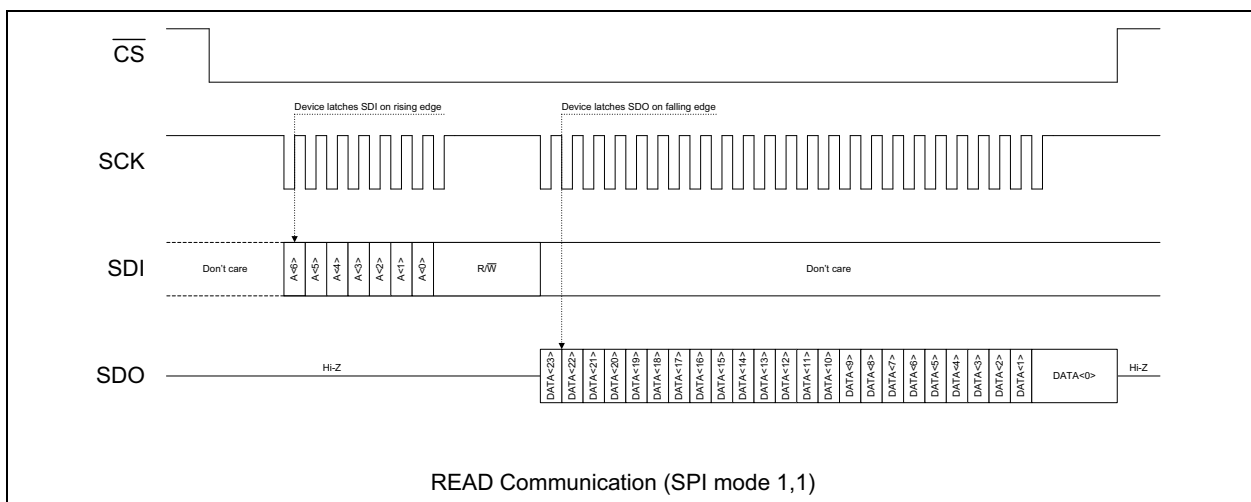 CS
Device latches SDI on rising edge
Device latches SDO on falling edge
SCK
SDI
Don't care
A<6>
A<5>
A<4>
A<3>
A<2>
A<1>
A<0>
R/W
Don't care
SDO
Hi-Z
DATA<23>
DATA<22>
DATA<21>
DATA<20>
DATA<19>
DATA<18>
DATA<17>
DATA<16>
DATA<15>
DATA<14>
DATA<13>
DATA<12>
DATA<11>
DATA<10>
DATA<9>
DATA<8>
DATA<7>
DATA<6>
DATA<5>
DATA<4>
DATA<3>
DATA<2>
DATA<1>
DATA<0>
Hi-Z
READ Communication (SPI mode 1,1)